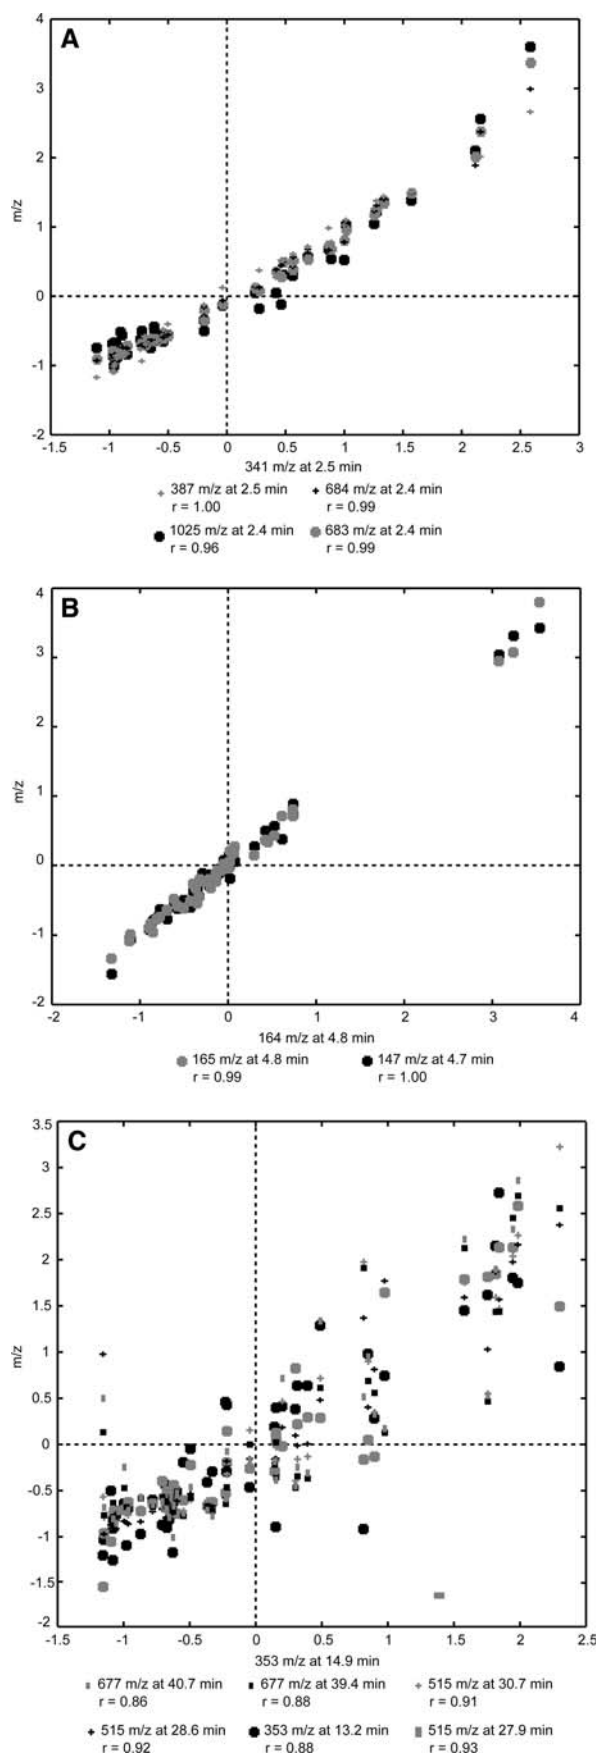 A
4
3
2
1
0
-1
-2
m/z
-1.5 -1 -0.5 0 0.5 1 1.5 2 2.5 3
341 m/z at 2.5 min
387 m/z at 2.5 min 684 m/z at 2.4 min
r = 1.00 r = 0.99
1025 m/z at 2.4 min 683 m/z at 2.4 min
r = 0.96 r = 0.99
B
4
3
2
1
0
-1
-2
m/z
-2 -1 0 1 2 3 4
164 m/z at 4.8 min
165 m/z at 4.8 min 147 m/z at 4.7 min
r = 0.99 r = 1.00
C
3.5
3
2.5
2
1.5
1
0.5
0
-0.5
-1
-1.5
-2
m/z
-1.5 -1 -0.5 0 0.5 1 1.5 2 2.5
353 m/z at 14.9 min
677 m/z at 40.7 min 677 m/z at 39.4 min 515 m/z at 30.7 min
r = 0.86 r = 0.88 r = 0.91
515 m/z at 28.6 min 353 m/z at 13.2 min 515 m/z at 27.9 min
r = 0.92 r = 0.88 r = 0.93